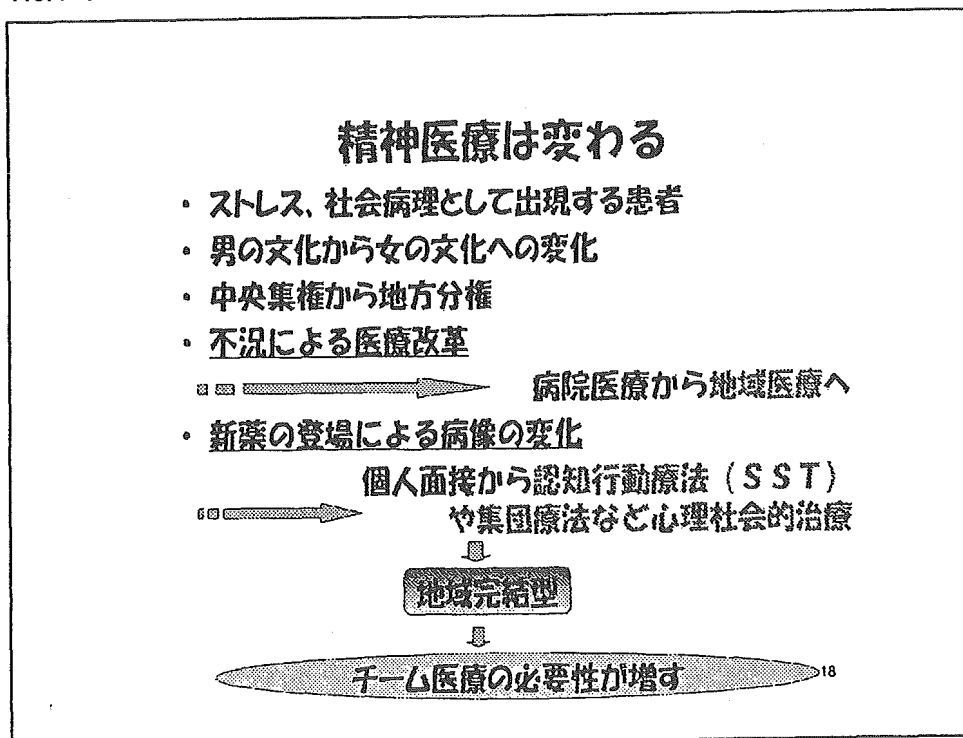 精神医療は変わる
・ストレス、社会病理として出現する患者
・男の文化から女の文化への変化
・中央集権から地方分権
・不況による医療改革
病院医療から地域医療へ
・新薬の登場による病像の変化
個人面接から認知行動療法（ＳＳＴ）
や集団療法など心理社会的治療
地域完結型
チーム医療の必要性が増す
18